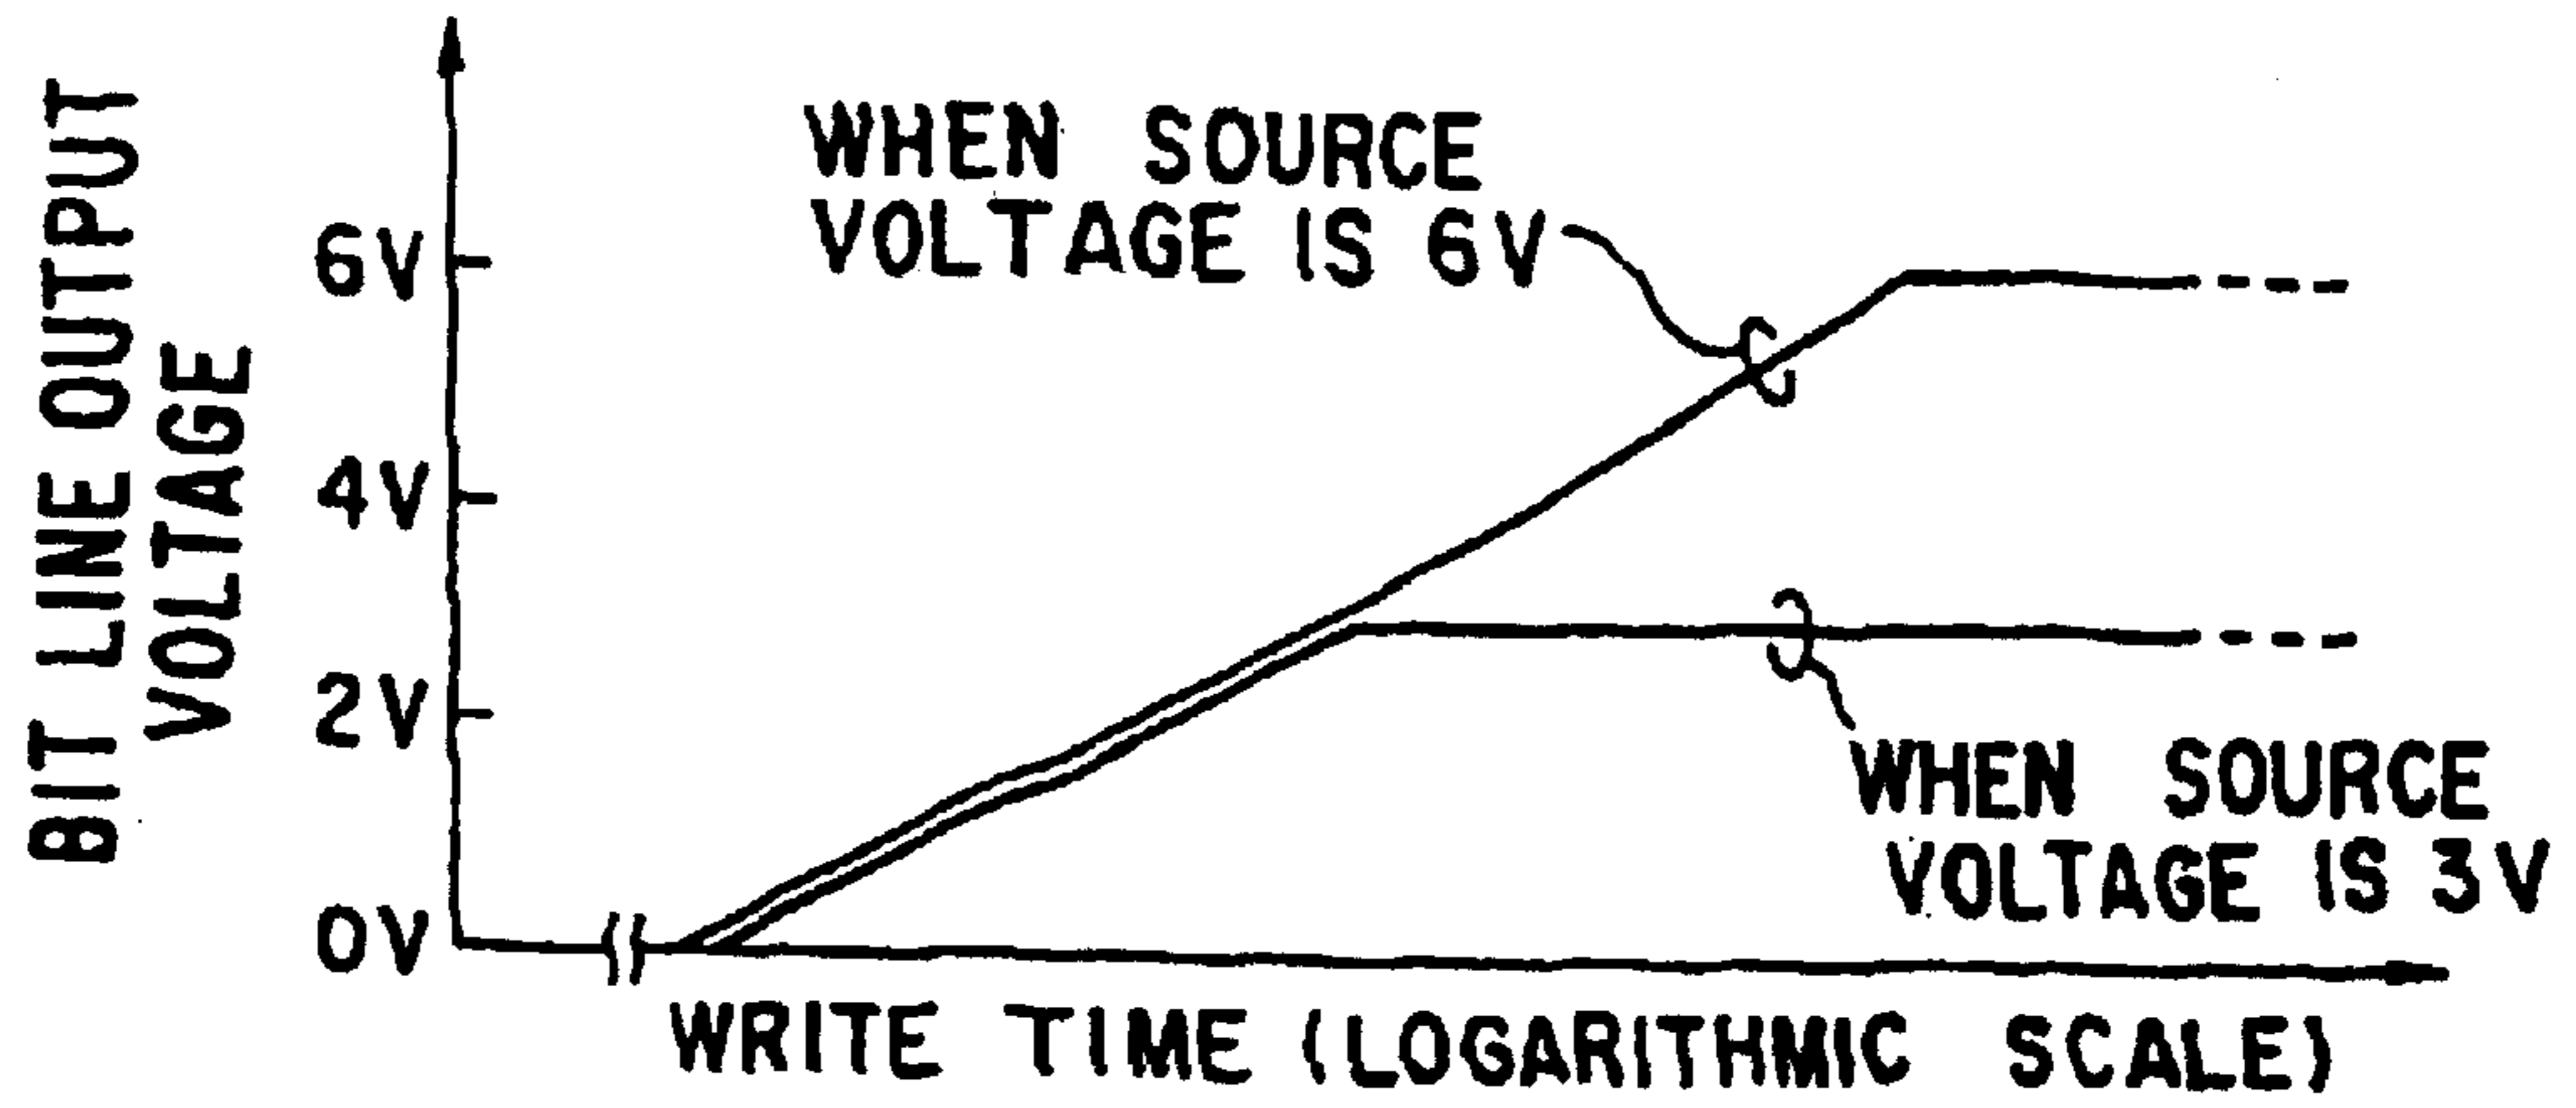 BIT LINE OUTPUT
VOLTAGE
6V
4V
2V
0V
WHEN SOURCE
VOLTAGE IS 6V
WHEN SOURCE
VOLTAGE IS 3V
WRITE TIME (LOGARITHMIC SCALE)